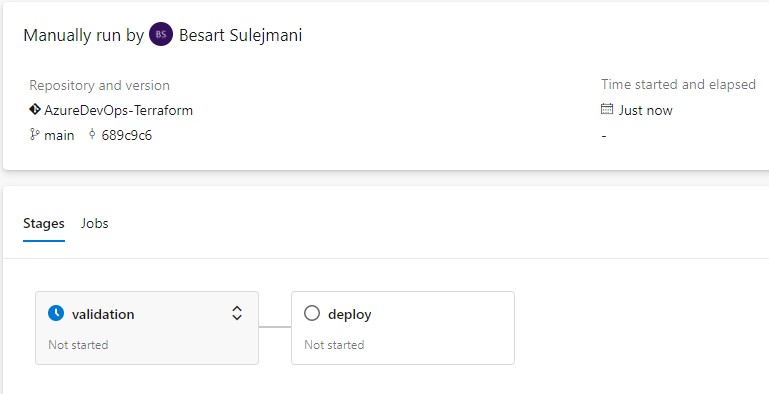 Manually run by BS Besart Sulejmani
Repository and version
Time started and elapsed
AzureDevOps-Terraform
Just now
main 689c9c6
-
Stages Jobs
validation
deploy
Not started
Not started